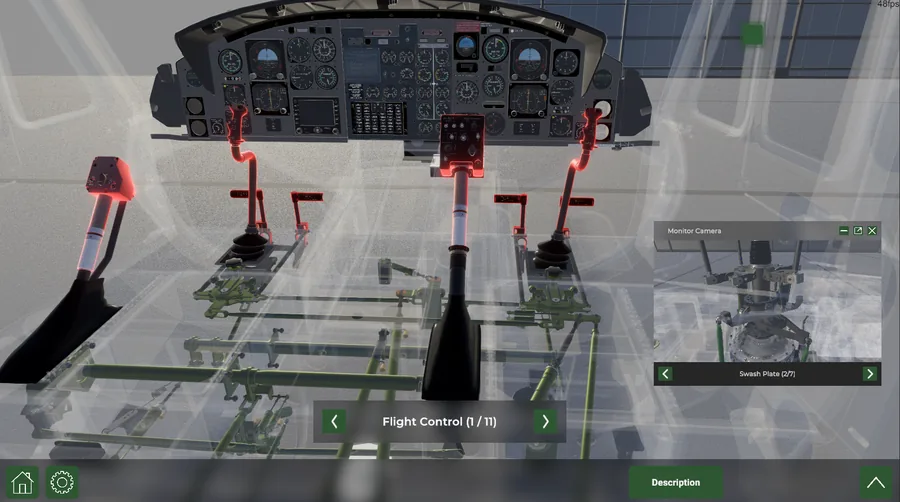 48fps
Monitor Camera
Swash Plate (2/7)
Flight Control (1 / 11)
Description